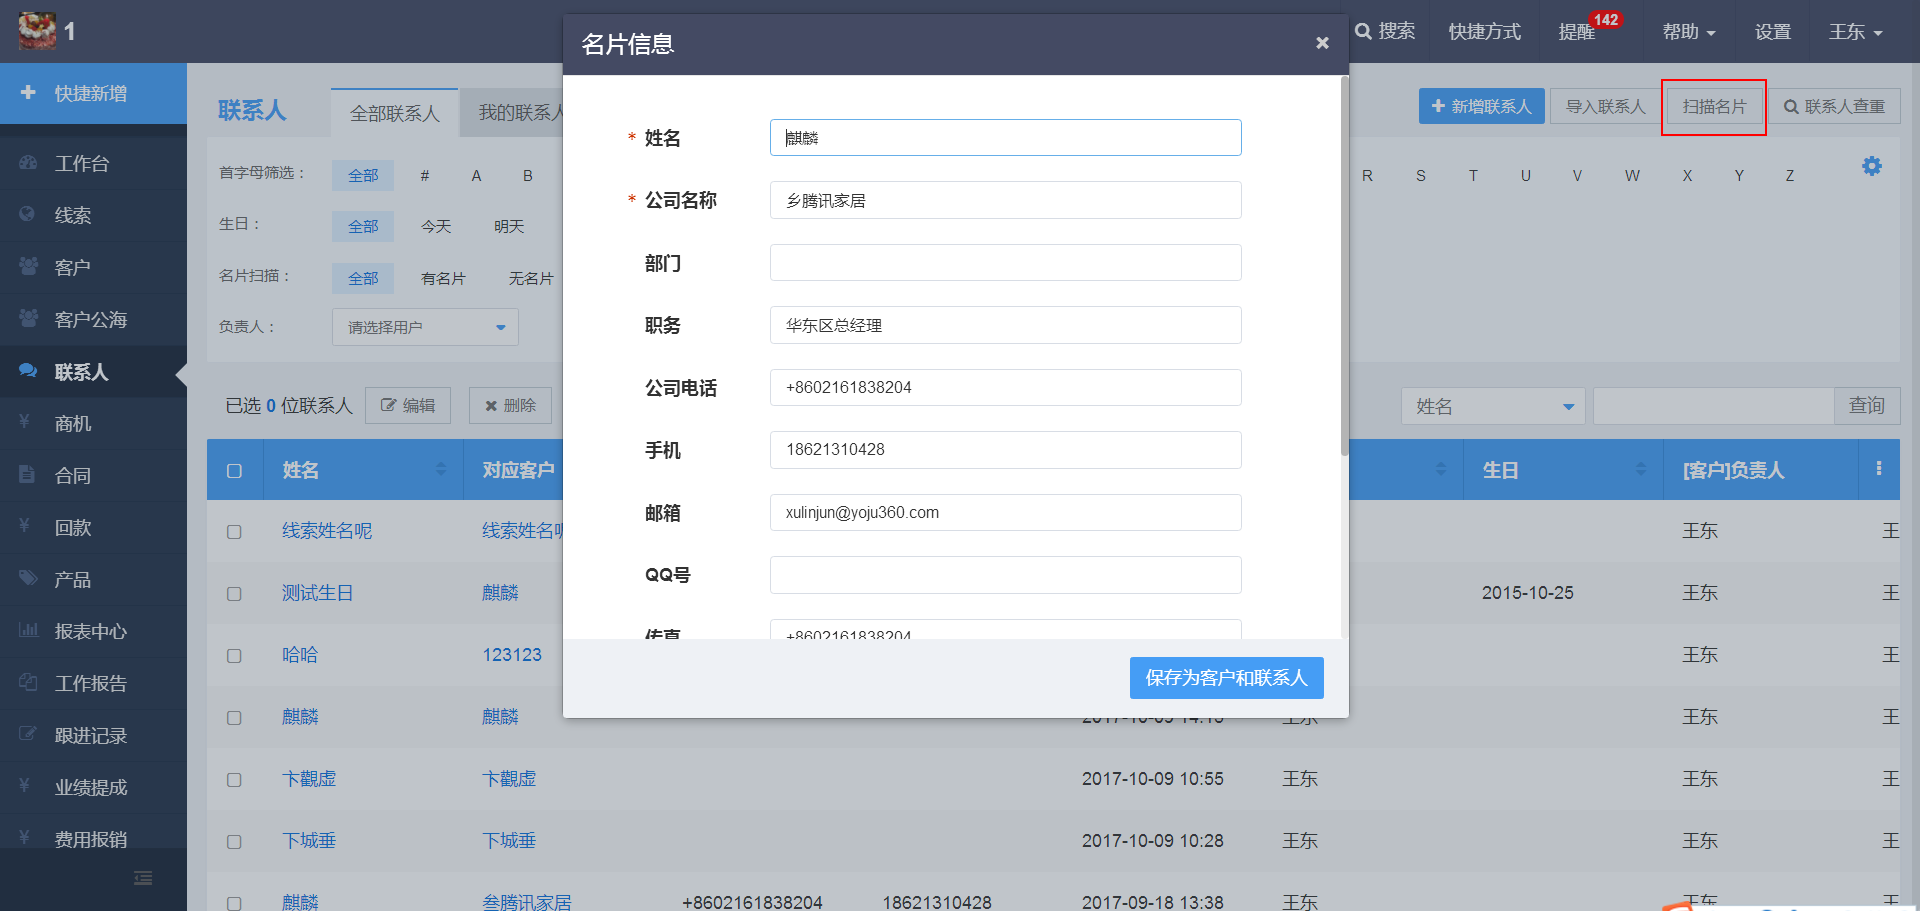 1
搜索
快捷方式
提醒
142
帮助
设置
王东
快捷新增
工作台
线索
客户
客户公海
联系人
商机
合同
回款
产品
报表中心
工作报告
跟进记录
业绩提成
费用报销
联系人
全部联系人
我的联系人
新增联系人
导入联系人
扫描名片
联系人查重
首字母筛选：
全部 # A B R S T U V W X Y Z
生日：
全部 今天 明天
名片扫描：
全部 有名片 无名片
负责人：
请选择用户
已选 0 位联系人
编辑
删除
姓名
查询
姓名 对应客户 生日 [客户]负责人
线索姓名呢 线索姓名呢 王东 王
测试生日 麒麟 2015-10-25 王东 王
哈哈 123123 王东 王
麒麟 麒麟 2017-10-09 14:15 王东 王东 王
卞觀虚 卞觀虚 2017-10-09 10:55 王东 王东 王
下城垂 下城垂 2017-10-09 10:28 王东 王东 王
麒麟 叁腾讯家居 +8602161838204 18621310428 2017-09-18 13:38 王东 王东 王
名片信息
×
* 姓名 麒麟
* 公司名称 乡腾讯家居
部门
职务 华东区总经理
公司电话 +8602161838204
手机 18621310428
邮箱 xulinjun@yoju360.com
QQ号
传真 +8602161838204
保存为客户和联系人